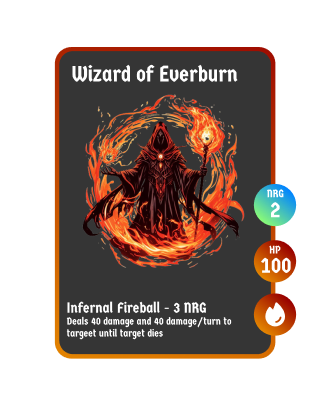 Wizard of Everburn
NRG
2
HP
100
Infernal Fireball - 3 NRG
Deals 40 damage and 40 damage/turn to
targeet until target dies